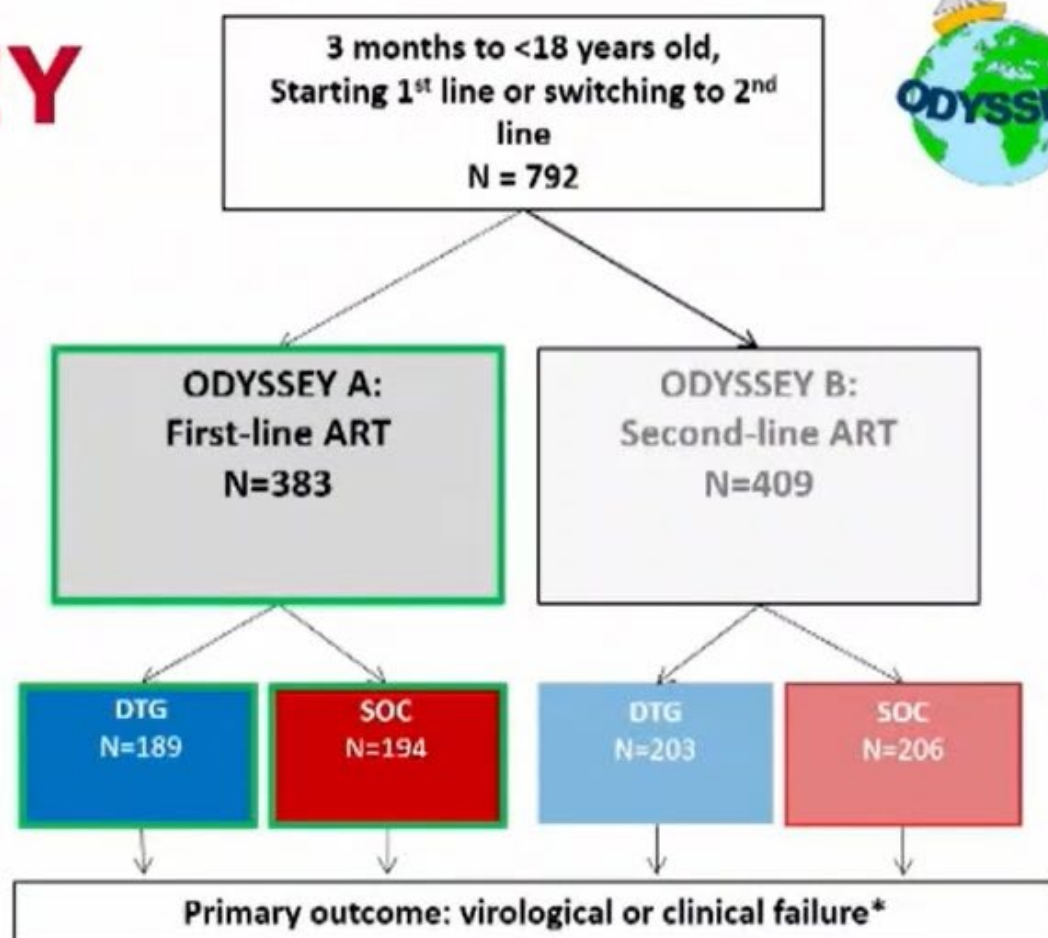 Y
3 months to <18 years old,
Starting 1st line or switching to 2nd
line
N = 792
ODYSSE
ODYSSEY A:
First-line ART
N=383
ODYSSEY B:
Second-line ART
N=409
DTG
N=189
SOC
N=194
DTG
N=203
SOC
N=206
Primary outcome: virological or clinical failure*